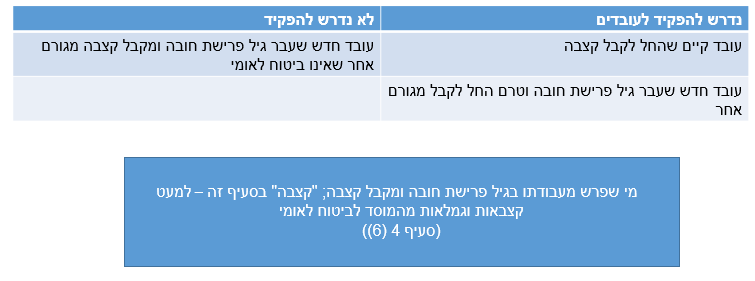 נדרש להפקיד לעובדים
לא נדרש להפקיד
עובד קיים שהחל לקבל קצבה
עובד חדש שעבר גיל פרישת חובה ומקבל קצבה מגורם
אחר שאינו ביטוח לאומי
עובד חדש שעבר גיל פרישת חובה וטרם החל לקבל מגורם
אחר
מי שפרש מעבודתו בגיל פרישת חובה ומקבל קצבה; "קצבה" בסעיף זה – למעט
קצבאות וגמלאות מהמוסד לביטוח לאומי
(סעיף 4 (6))